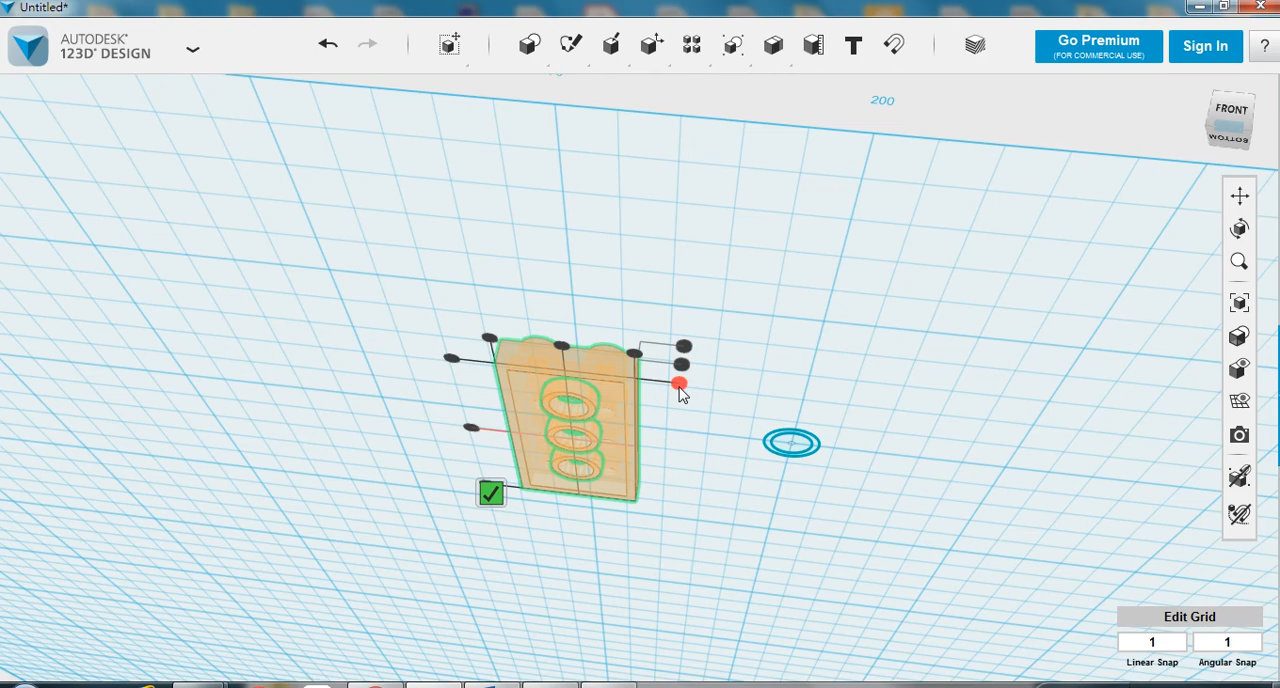 Untitled*
AUTODESK®
123D® DESIGN
Go Premium
(FOR COMMERCIAL USE)
Sign In
?
200
FRONT
BOTTOM
Edit Grid
1
1
Linear Snap
Angular Snap